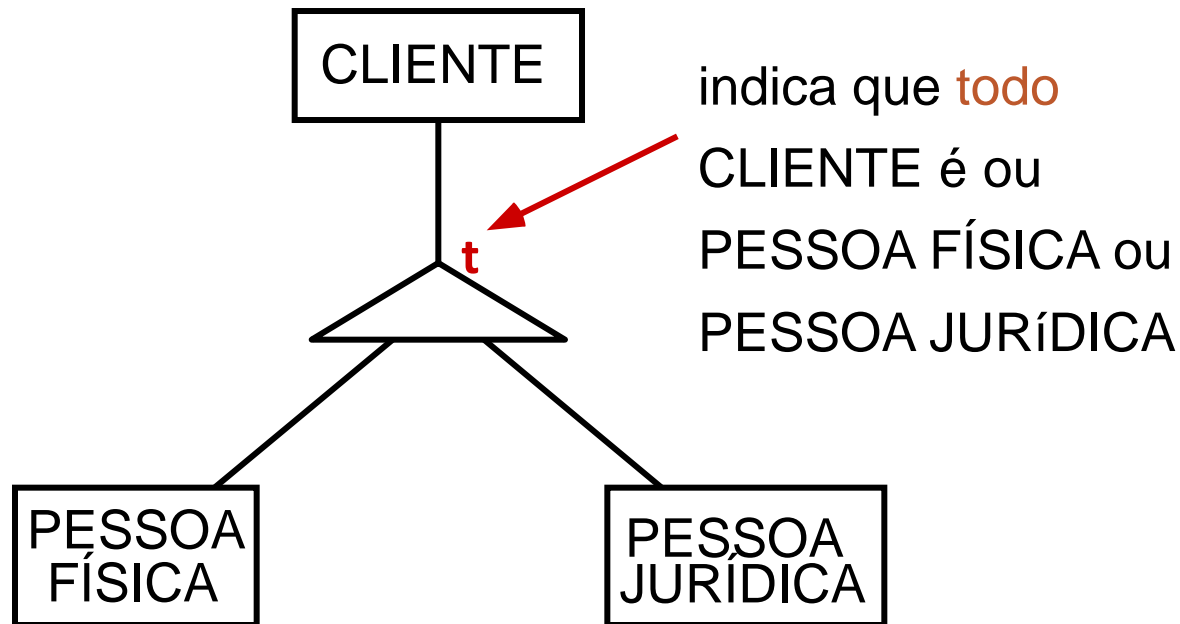 CLIENTE
indica que todo
CLIENTE é ou
PESSOA FÍSICA ou
PESSOA JURíDICA
t
PESSOA
FÍSICA
PESSOA
JURÍDICA